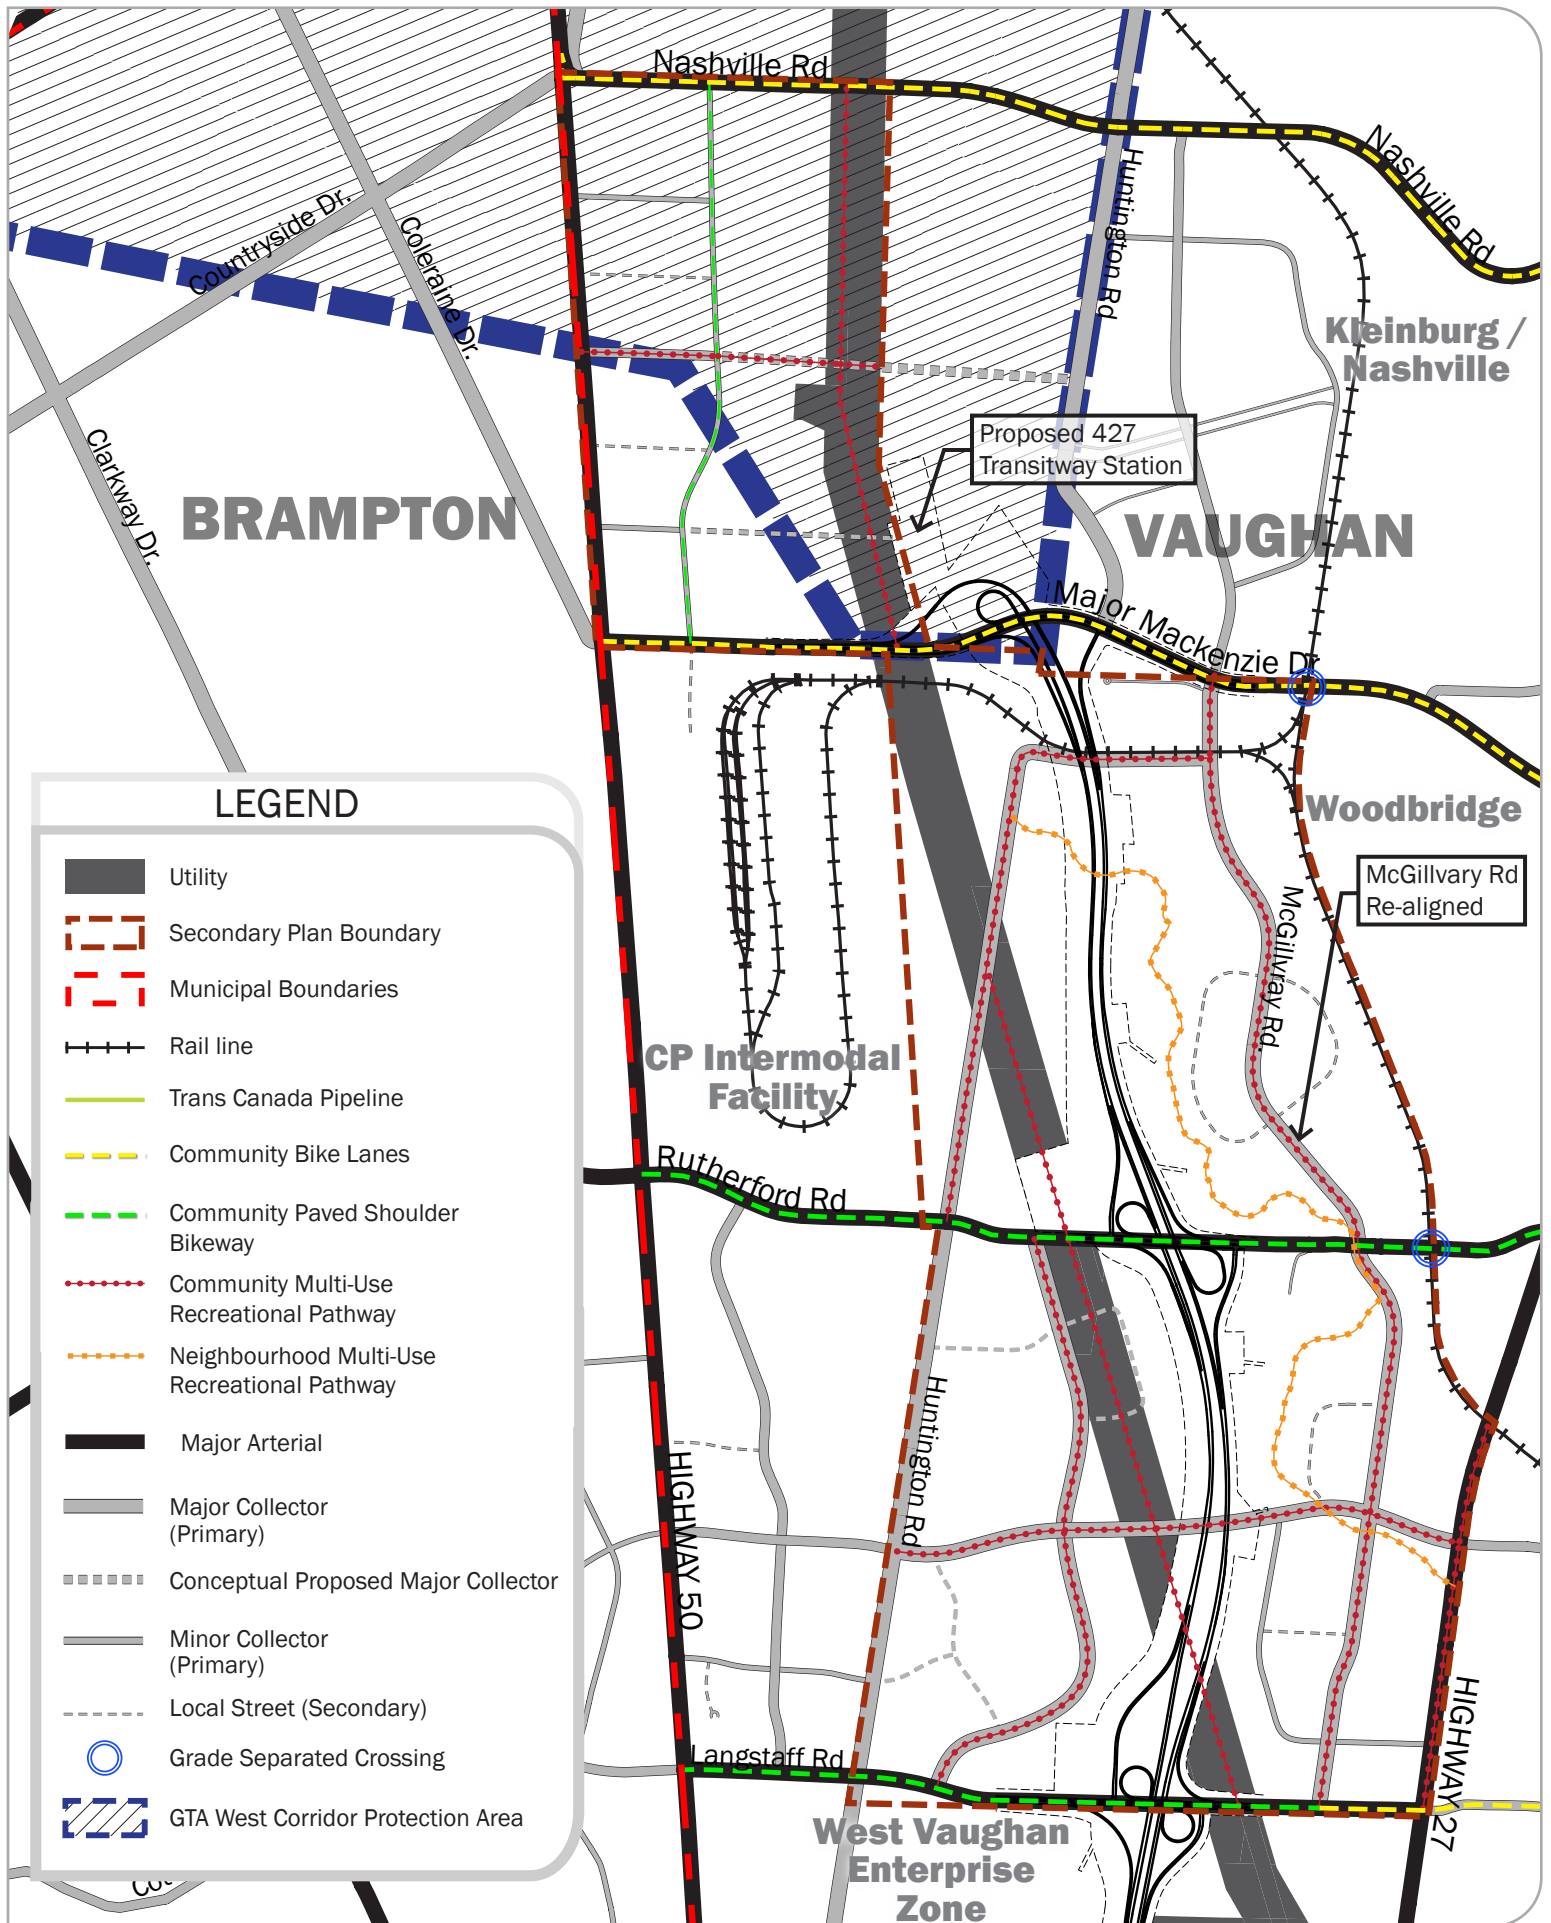 Nashville Rd
Nashville Rd
Huntington Rd
Countryside Dr.
Coleraine Dr.
Kleinburg /
Nashville
Proposed 427
Transitway Station
Clarkway Dr.
BRAMPTON
VAUGHAN
Major Mackenzie Dr
Woodbridge
McGillvary Rd
Re-aligned
McGillvray Rd.
CP Intermodal
Facility
Rutherford Rd
Huntington Rd
HIGHWAY 50
Langstaff Rd
HIGHWAY 27
West Vaughan
Enterprise
Zone
LEGEND
Utility
Secondary Plan Boundary
Municipal Boundaries
Rail line
Trans Canada Pipeline
Community Bike Lanes
Community Paved Shoulder
Bikeway
Community Multi-Use
Recreational Pathway
Neighbourhood Multi-Use
Recreational Pathway
Major Arterial
Major Collector
(Primary)
Conceptual Proposed Major Collector
Minor Collector
(Primary)
Local Street (Secondary)
Grade Separated Crossing
GTA West Corridor Protection Area